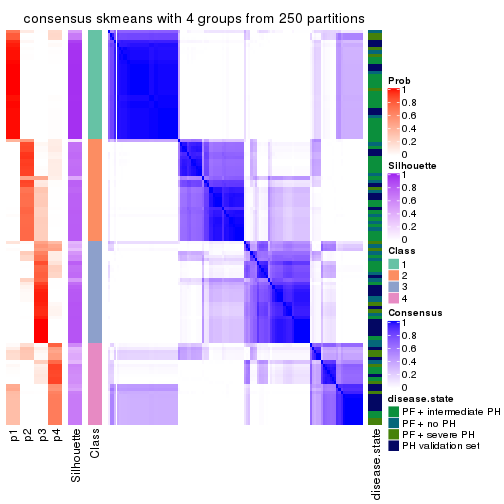 consensus skmeans with 4 groups from 250 partitions
Prob
1
0.8
0.6
0.4
0.2
0
Silhouette
1
0.8
0.6
0.4
0.2
0
Class
1
2
3
4
Consensus
1
0.8
0.6
0.4
0.2
0
disease.state
PF + intermediate PH
PF + no PH
PF + severe PH
PH validation set
p1
p2
p3
p4
Silhouette
Class
disease.state